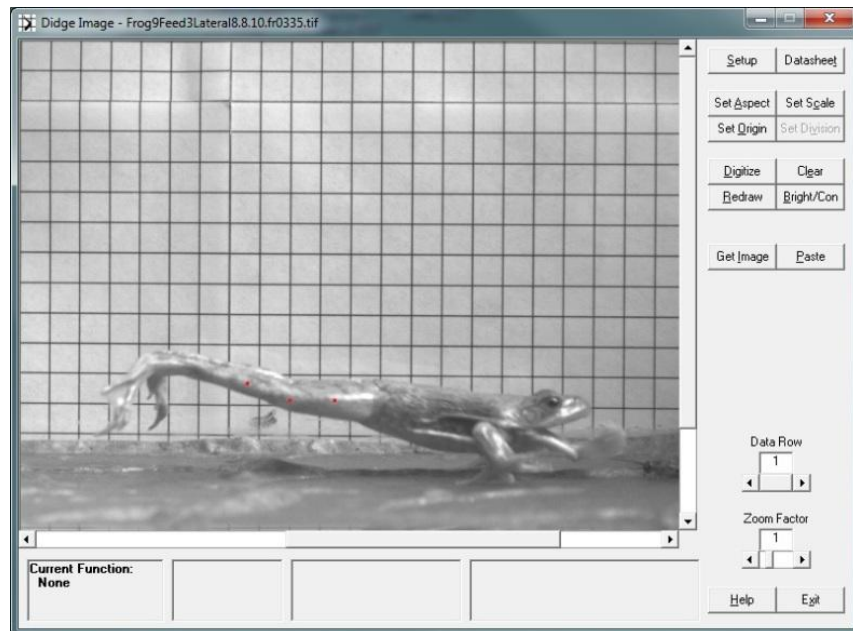 Didge Image - Frog9Feed3Lateral8.8.10.fr0335.tif
Setup Datasheet
Set Aspect Set Scale
Set Origin Set Division
Digitize Clear
Redraw Bright/Con
Get Image Paste
Data Row
1
Zoom Factor
1
Current Function:
None
Help Exit